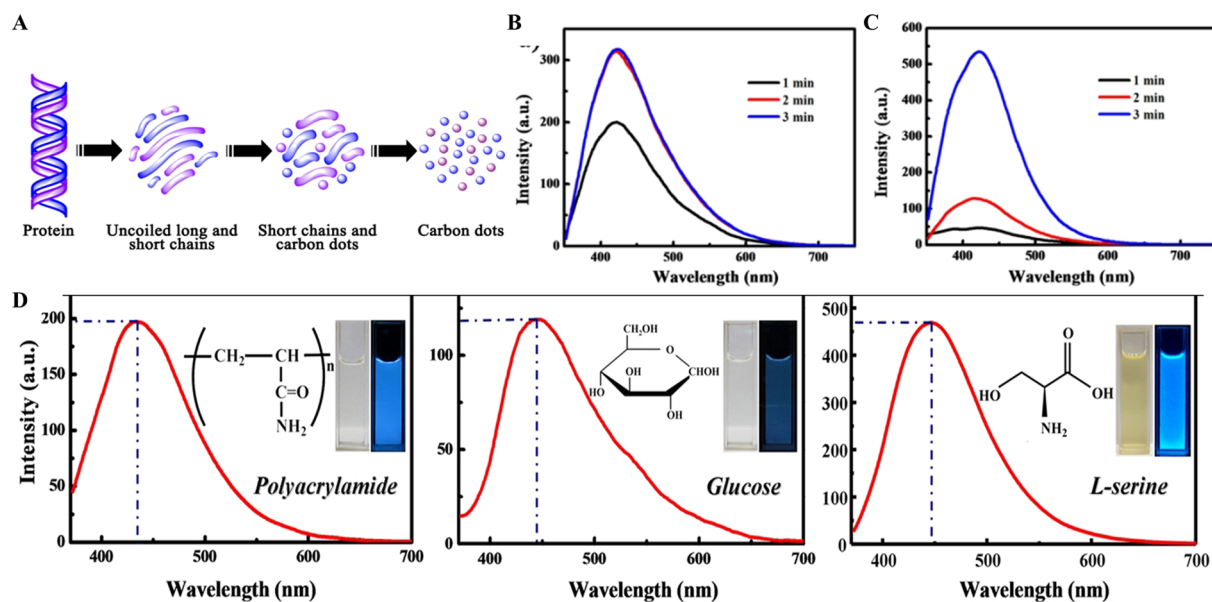 A
Protein
Uncoiled long and
short chains
Short chains and
carbon dots
Carbon dots
B
300
200
100
0
Intensity (a.u.)
1 min
2 min
3 min
400
500
600
700
Wavelength (nm)
C
600
500
400
300
200
100
50
0
Intensity (a.u.)
1 min
2 min
3 min
400
500
600
700
Wavelength (nm)
D
200
150
100
50
0
Intensity (a.u.)
CH₂
CH
n
C=O
NH₂
Polyacrylamide
400
500
600
700
Wavelength (nm)
100
50
0
CH₂OH
O
OH
CHOH
HO
OH
Glucose
400
500
600
700
Wavelength (nm)
500
400
300
200
100
0
O
HO
OH
NH₂
L-serine
400
500
600
700
Wavelength (nm)